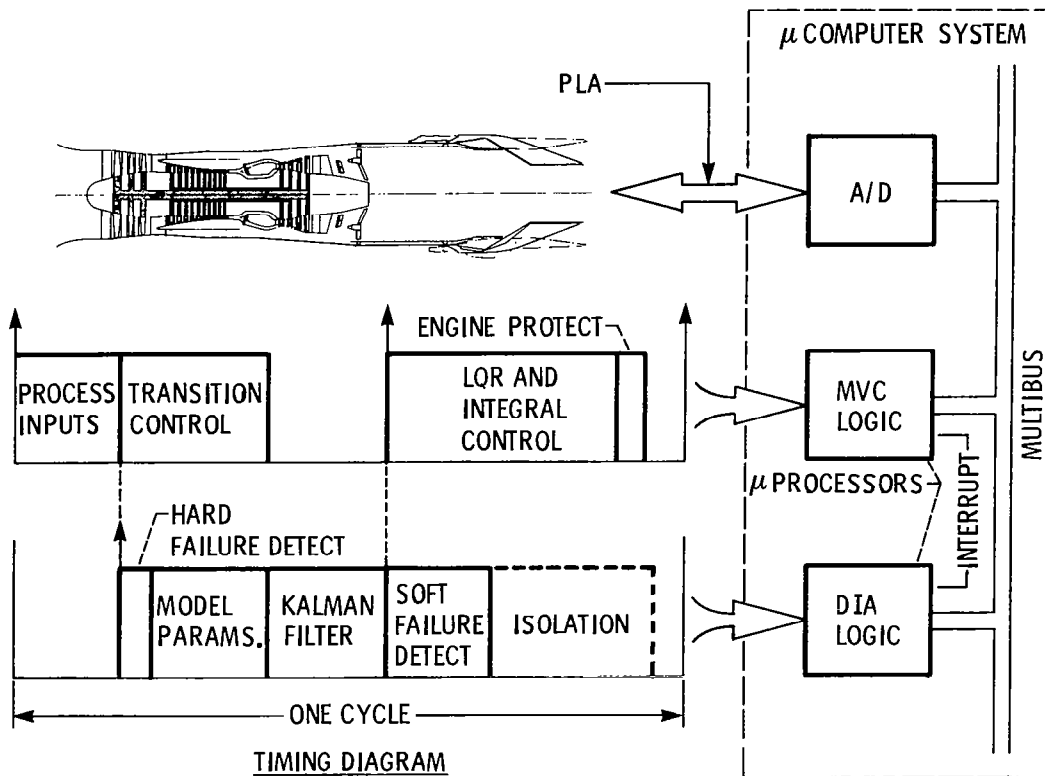 μ COMPUTER SYSTEM
PLA
A/D
ENGINE PROTECT
PROCESS
INPUTS
TRANSITION
CONTROL
LQR AND
INTEGRAL
CONTROL
MVC
LOGIC
MULTIBUS
μ PROCESSORS
INTERRUPT
HARD
FAILURE DETECT
MODEL
PARAMS.
KALMAN
FILTER
SOFT
FAILURE
DETECT
ISOLATION
DIA
LOGIC
ONE CYCLE
TIMING DIAGRAM